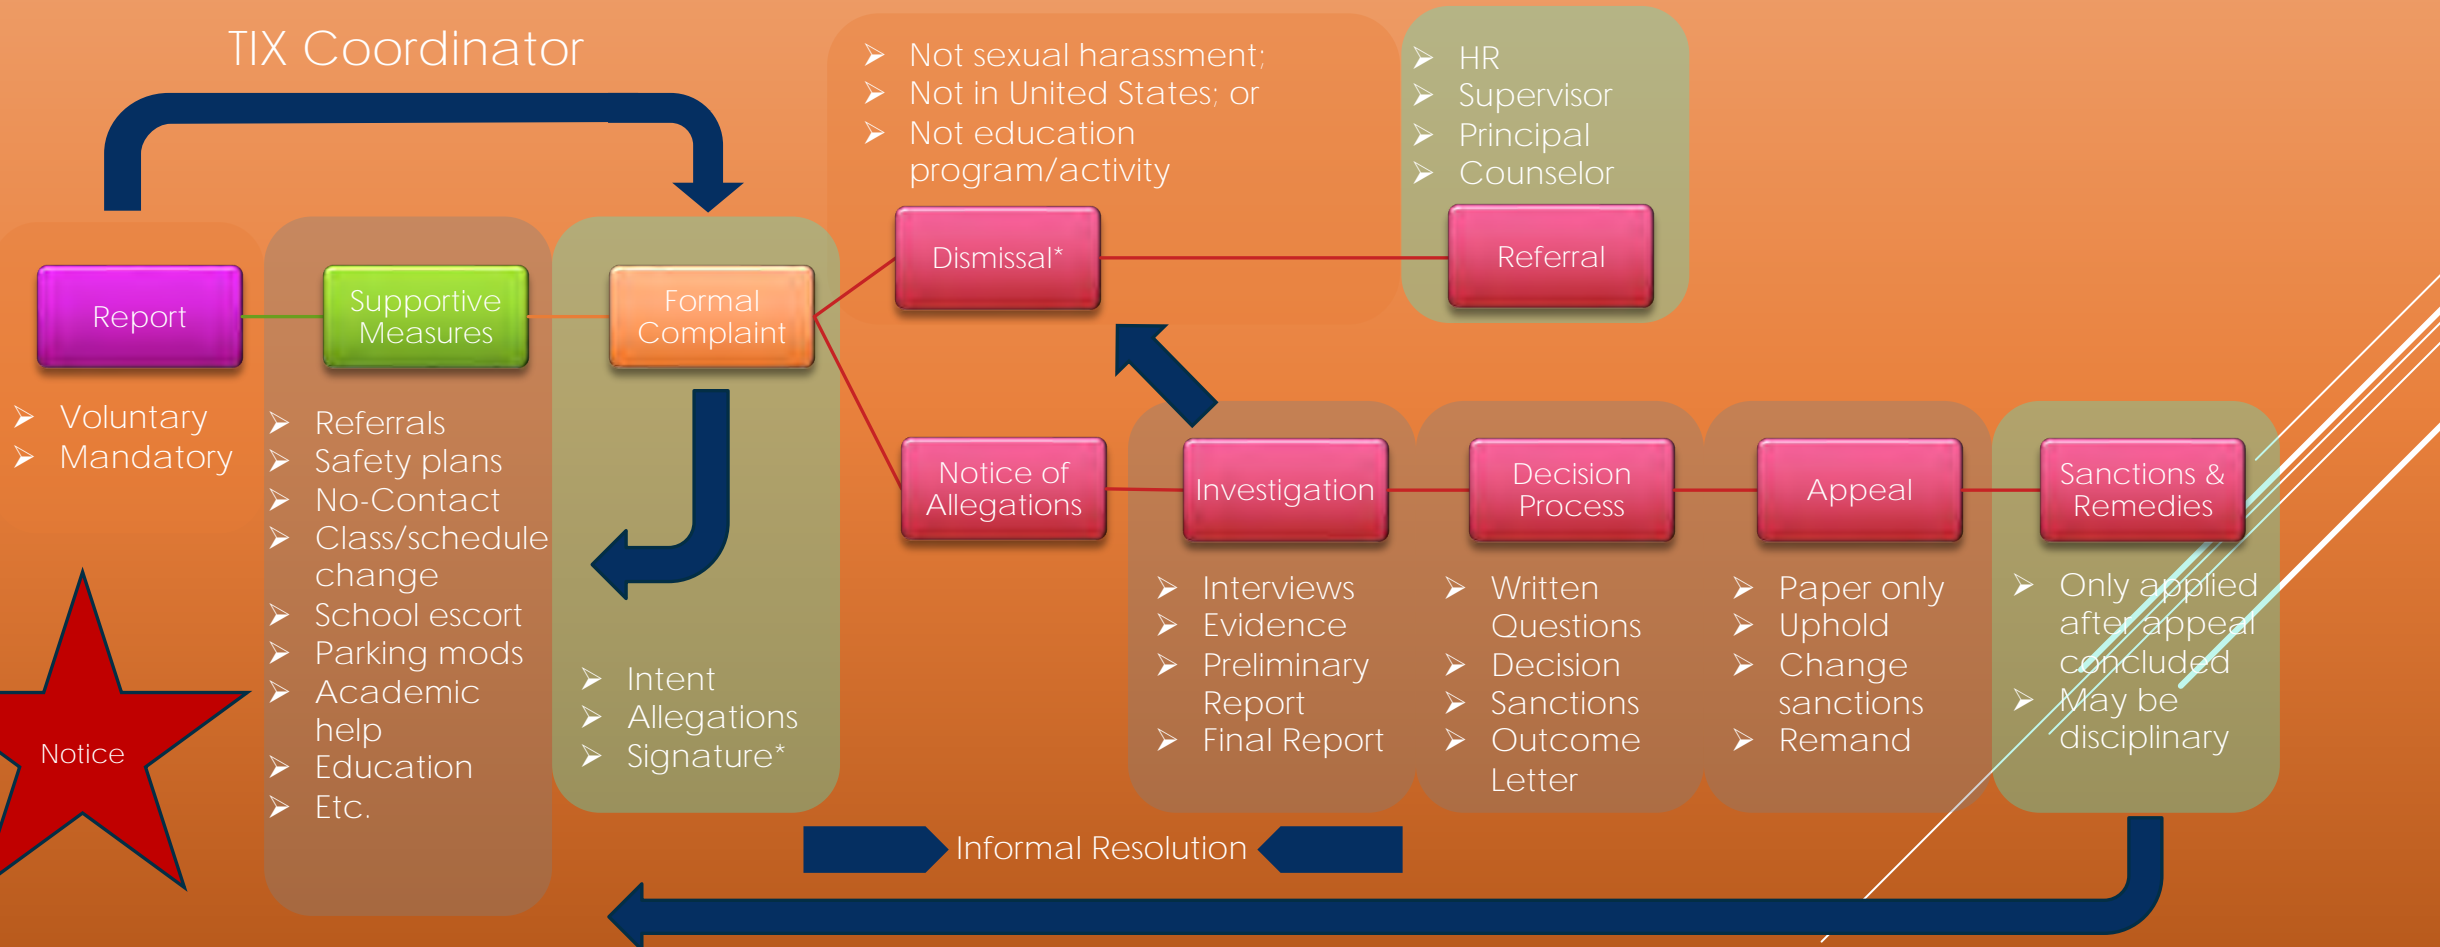 TIX Coordinator
➢ Not sexual harassment;
➢ Not in United States; or
➢ Not education
program/activity
➢ HR
➢ Supervisor
➢ Principal
➢ Counselor
Dismissal*
Referral
Report
Supportive
Measures
Formal
Complaint
➢ Voluntary
➢ Mandatory
➢ Referrals
➢ Safety plans
➢ No-Contact
➢ Class/schedule
change
➢ School escort
➢ Parking mods
➢ Academic
help
➢ Education
➢ Etc.
➢ Intent
➢ Allegations
➢ Signature*
Notice of
Allegations
Investigation
Decision
Process
Appeal
Sanctions &
Remedies
➢ Interviews
➢ Evidence
➢ Preliminary
Report
➢ Final Report
➢ Written
Questions
➢ Decision
➢ Sanctions
➢ Outcome
Letter
➢ Paper only
➢ Uphold
➢ Change
sanctions
➢ Remand
➢ Only applied
after appeal
concluded
➢ May be
disciplinary
Notice
Informal Resolution